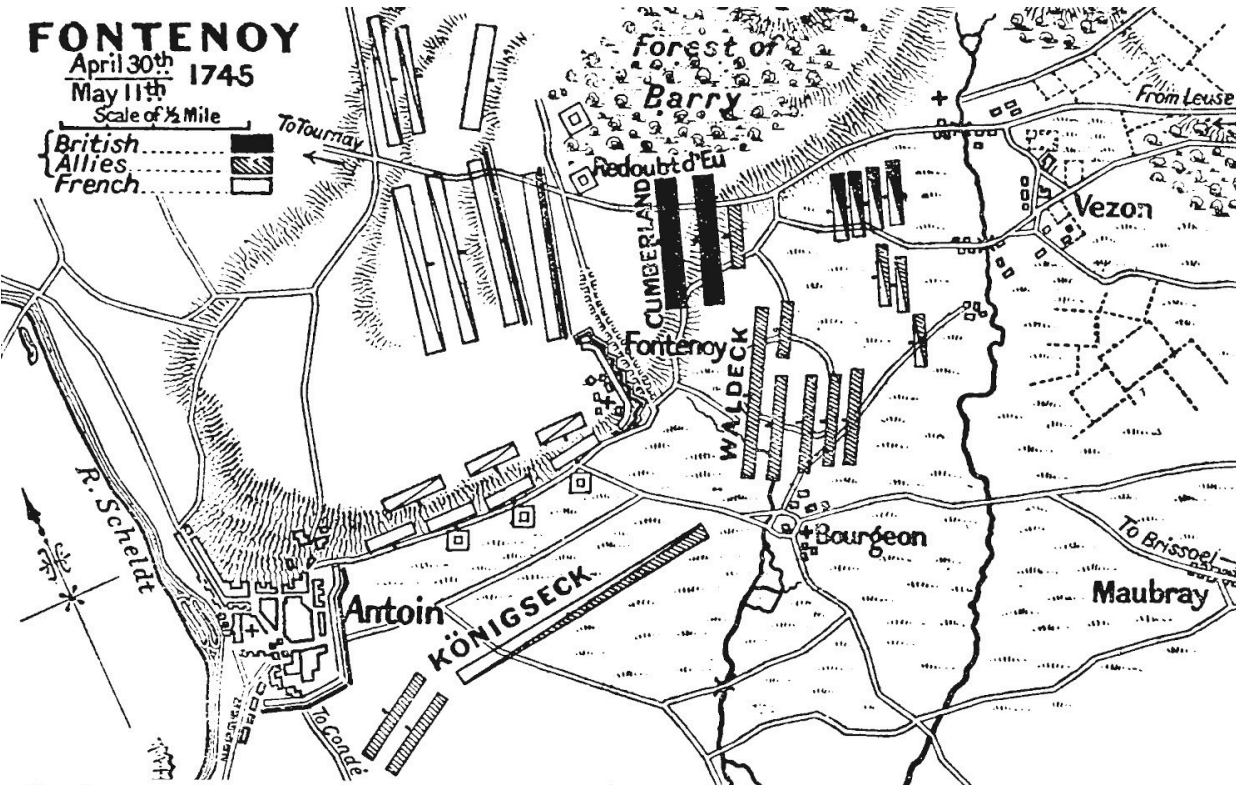 FONTENOY
April 30th
May 11th
1745
Scale of ½ Mile
British
Allies
French
To Tournay
Forest of
Barry
Redoubt d'Eu
From Leuse
Vezon
CUMBERLAND
Fontenoy
WALDECK
R. Scheldt
Bourgeon
To Brissoel
Maubray
Antoin
KÖNIGSECK
To Condé